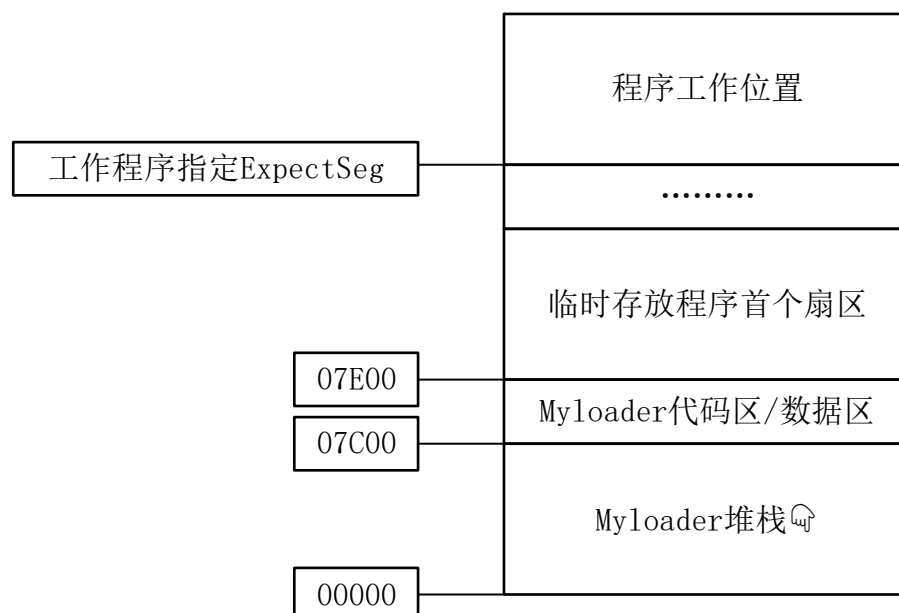 程序工作位置
工作程序指定ExpectSeg
………
临时存放程序首个扇区
07E00
Myloader代码区/数据区
07C00
Myloader堆栈👇
00000